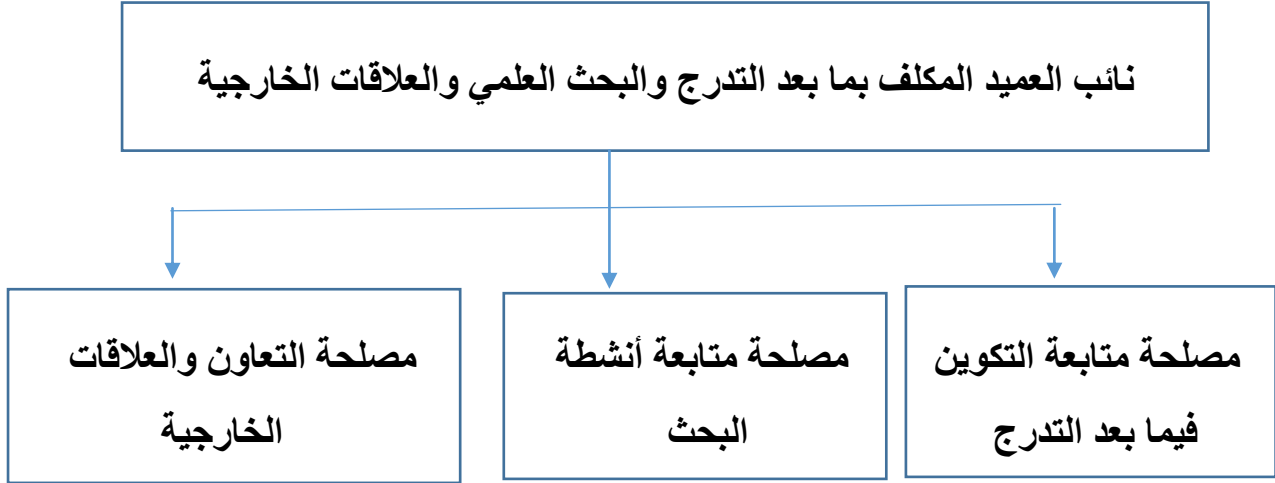 نائب العميد المكلف بما بعد التدرج والبحث العلمي والعلاقات الخارجية
مصلحة متابعة التكوين
فيما بعد التدرج
مصلحة متابعة أنشطة
البحث
مصلحة التعاون والعلاقات
الخارجية